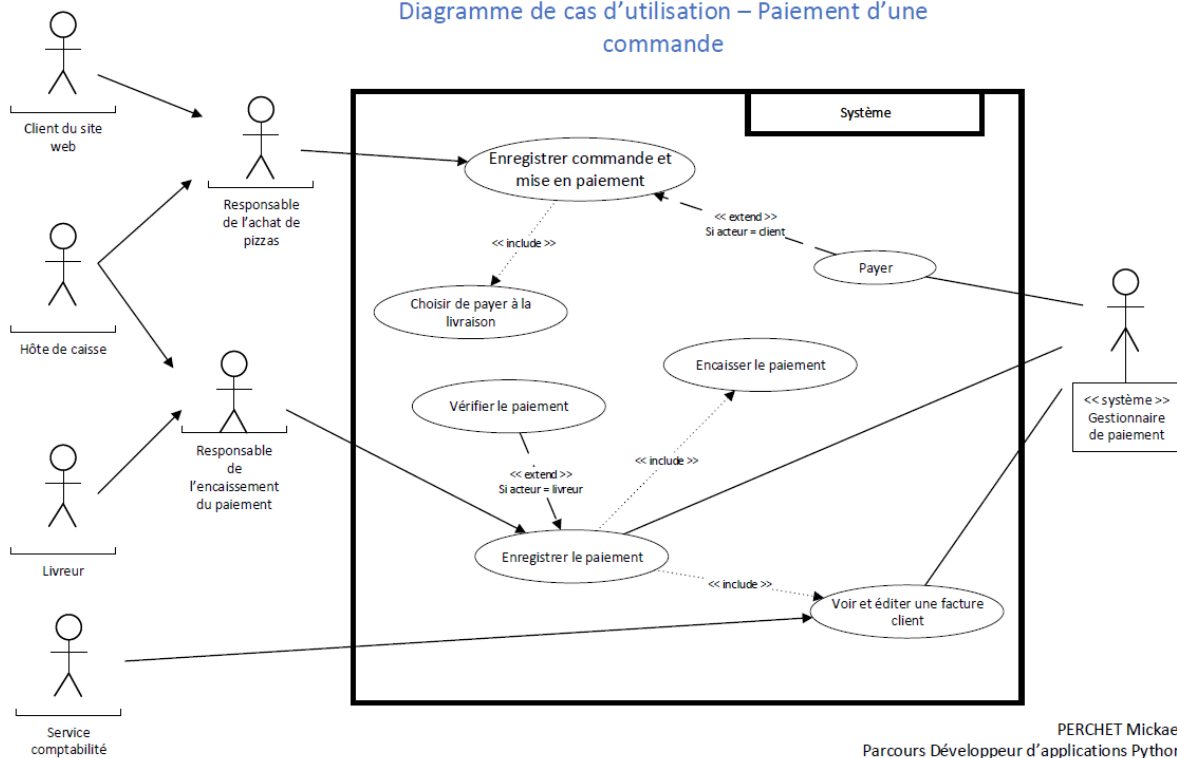 Diagramme de cas d'utilisation – Paiement d'une
commande
Système
Client du site
web
Responsable
de l'achat de
pizzas
Enregistrer commande et
mise en paiement
<< extend >>
Si acteur = client
<< include >>
Payer
Choisir de payer à la
livraison
Hôte de caisse
Encaisser le paiement
Vérifier le paiement
<< système >>
Gestionnaire
de paiement
Responsable
de
l'encaissement
du paiement
<< include >>
<< extend >>
Si acteur = livreur
Enregistrer le paiement
Livreur
<< include >>
Voir et éditer une facture
client
Service
comptabilité
PERCHET Mickae
Parcours Développeur d'applications Python